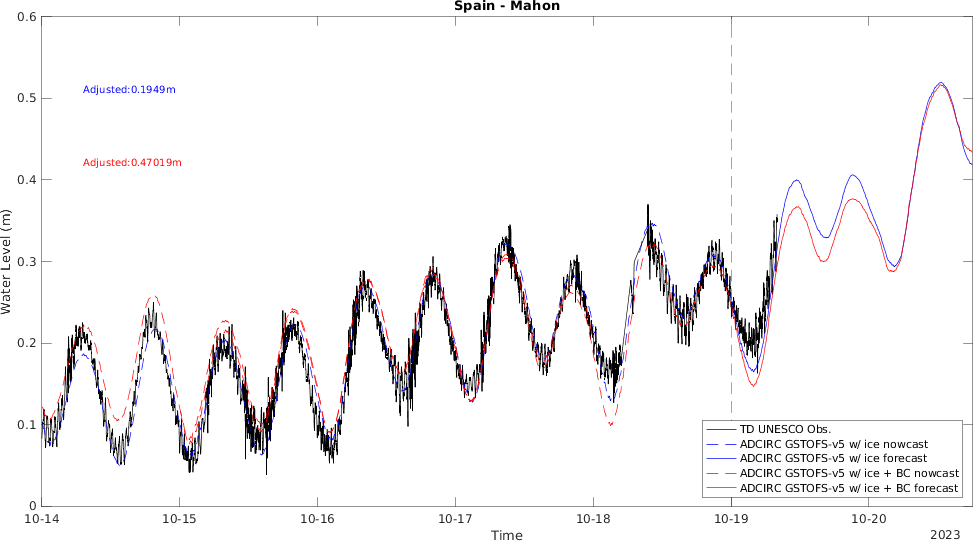 Spain - Mahon
0.6
0.5
0.4
0.3
0.2
0.1
0
Water Level (m)
Adjusted:0.1949m
Adjusted:0.47019m
TD UNESCO Obs.
ADCIRC GSTOFS-v5 w/ ice nowcast
ADCIRC GSTOFS-v5 w/ ice forecast
ADCIRC GSTOFS-v5 w/ ice + BC nowcast
ADCIRC GSTOFS-v5 w/ ice + BC forecast
10-14 10-15 10-16 10-17 10-18 10-19 10-20
Time
2023